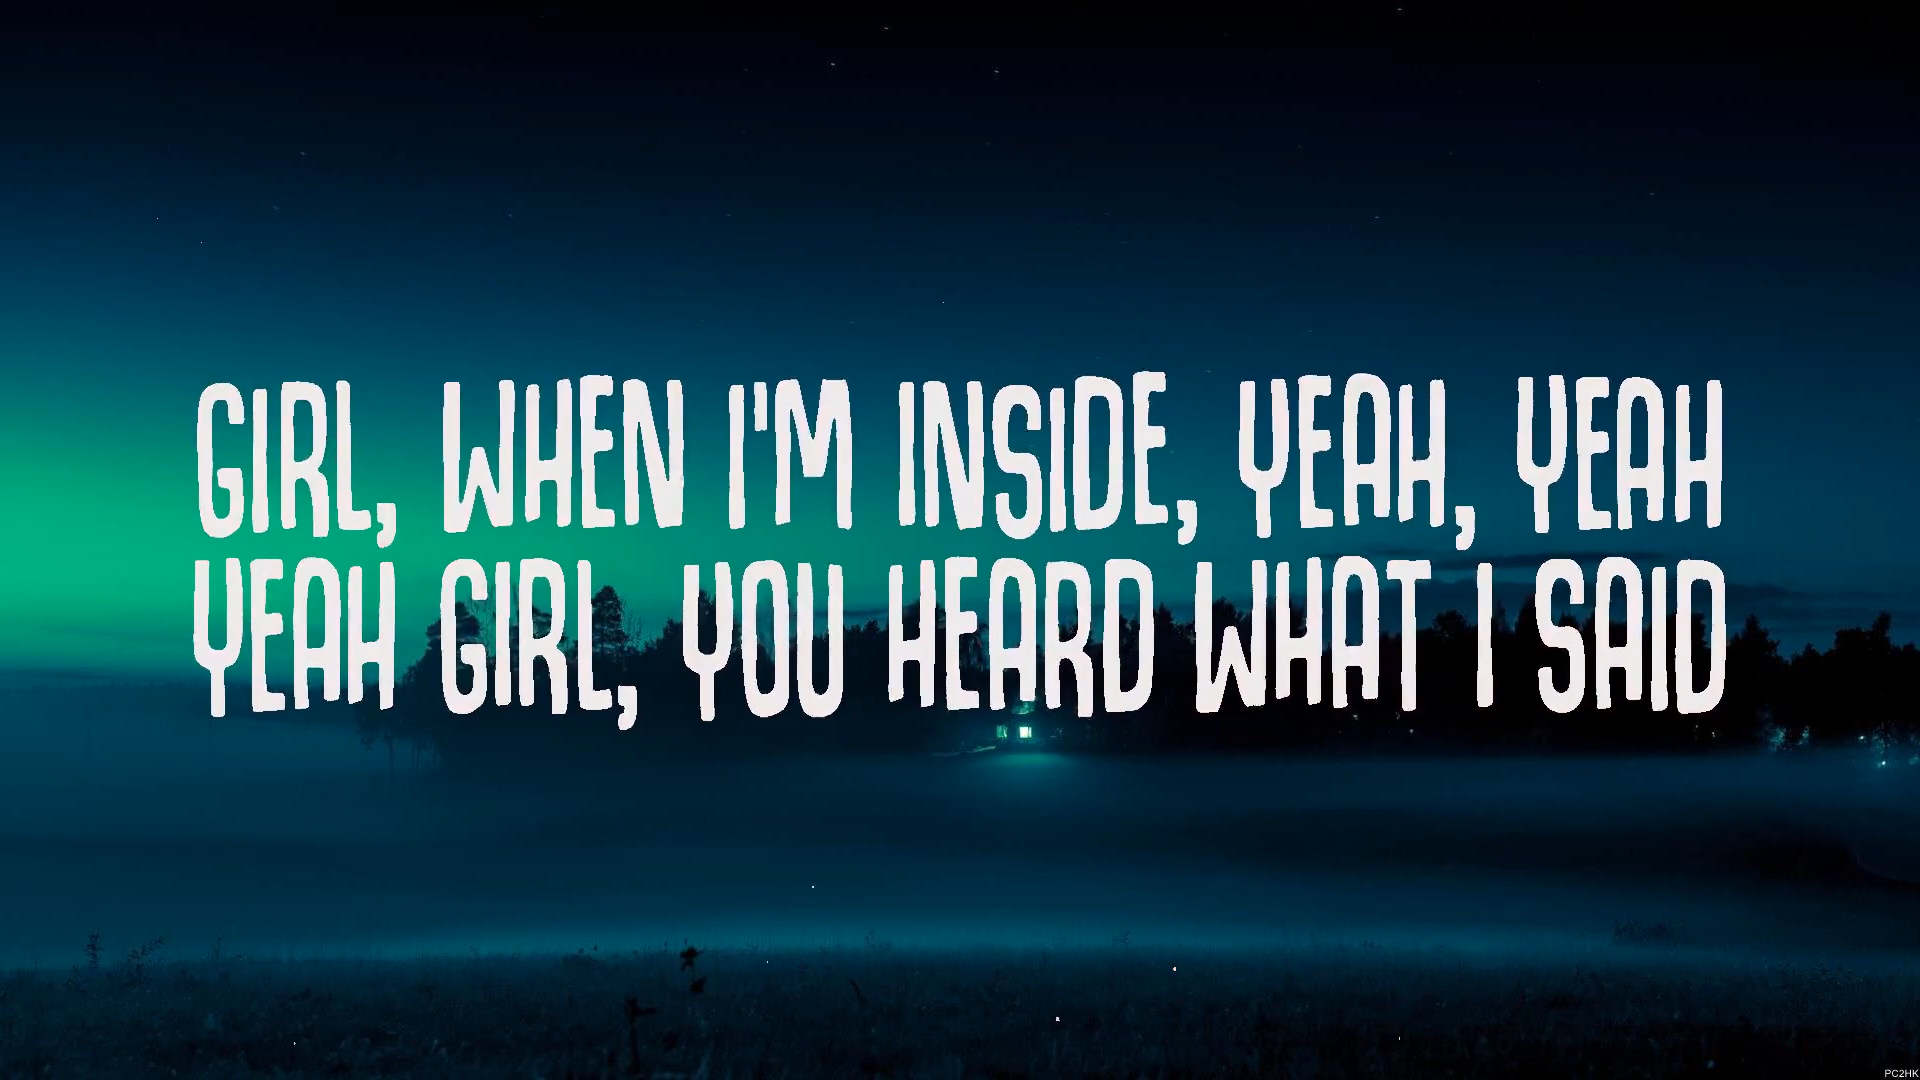 GIRL, WHEN I'M INSIDE, YEAH, YEAH
YEAH GIRL, YOU HEARD WHAT I SAID
PC2HK